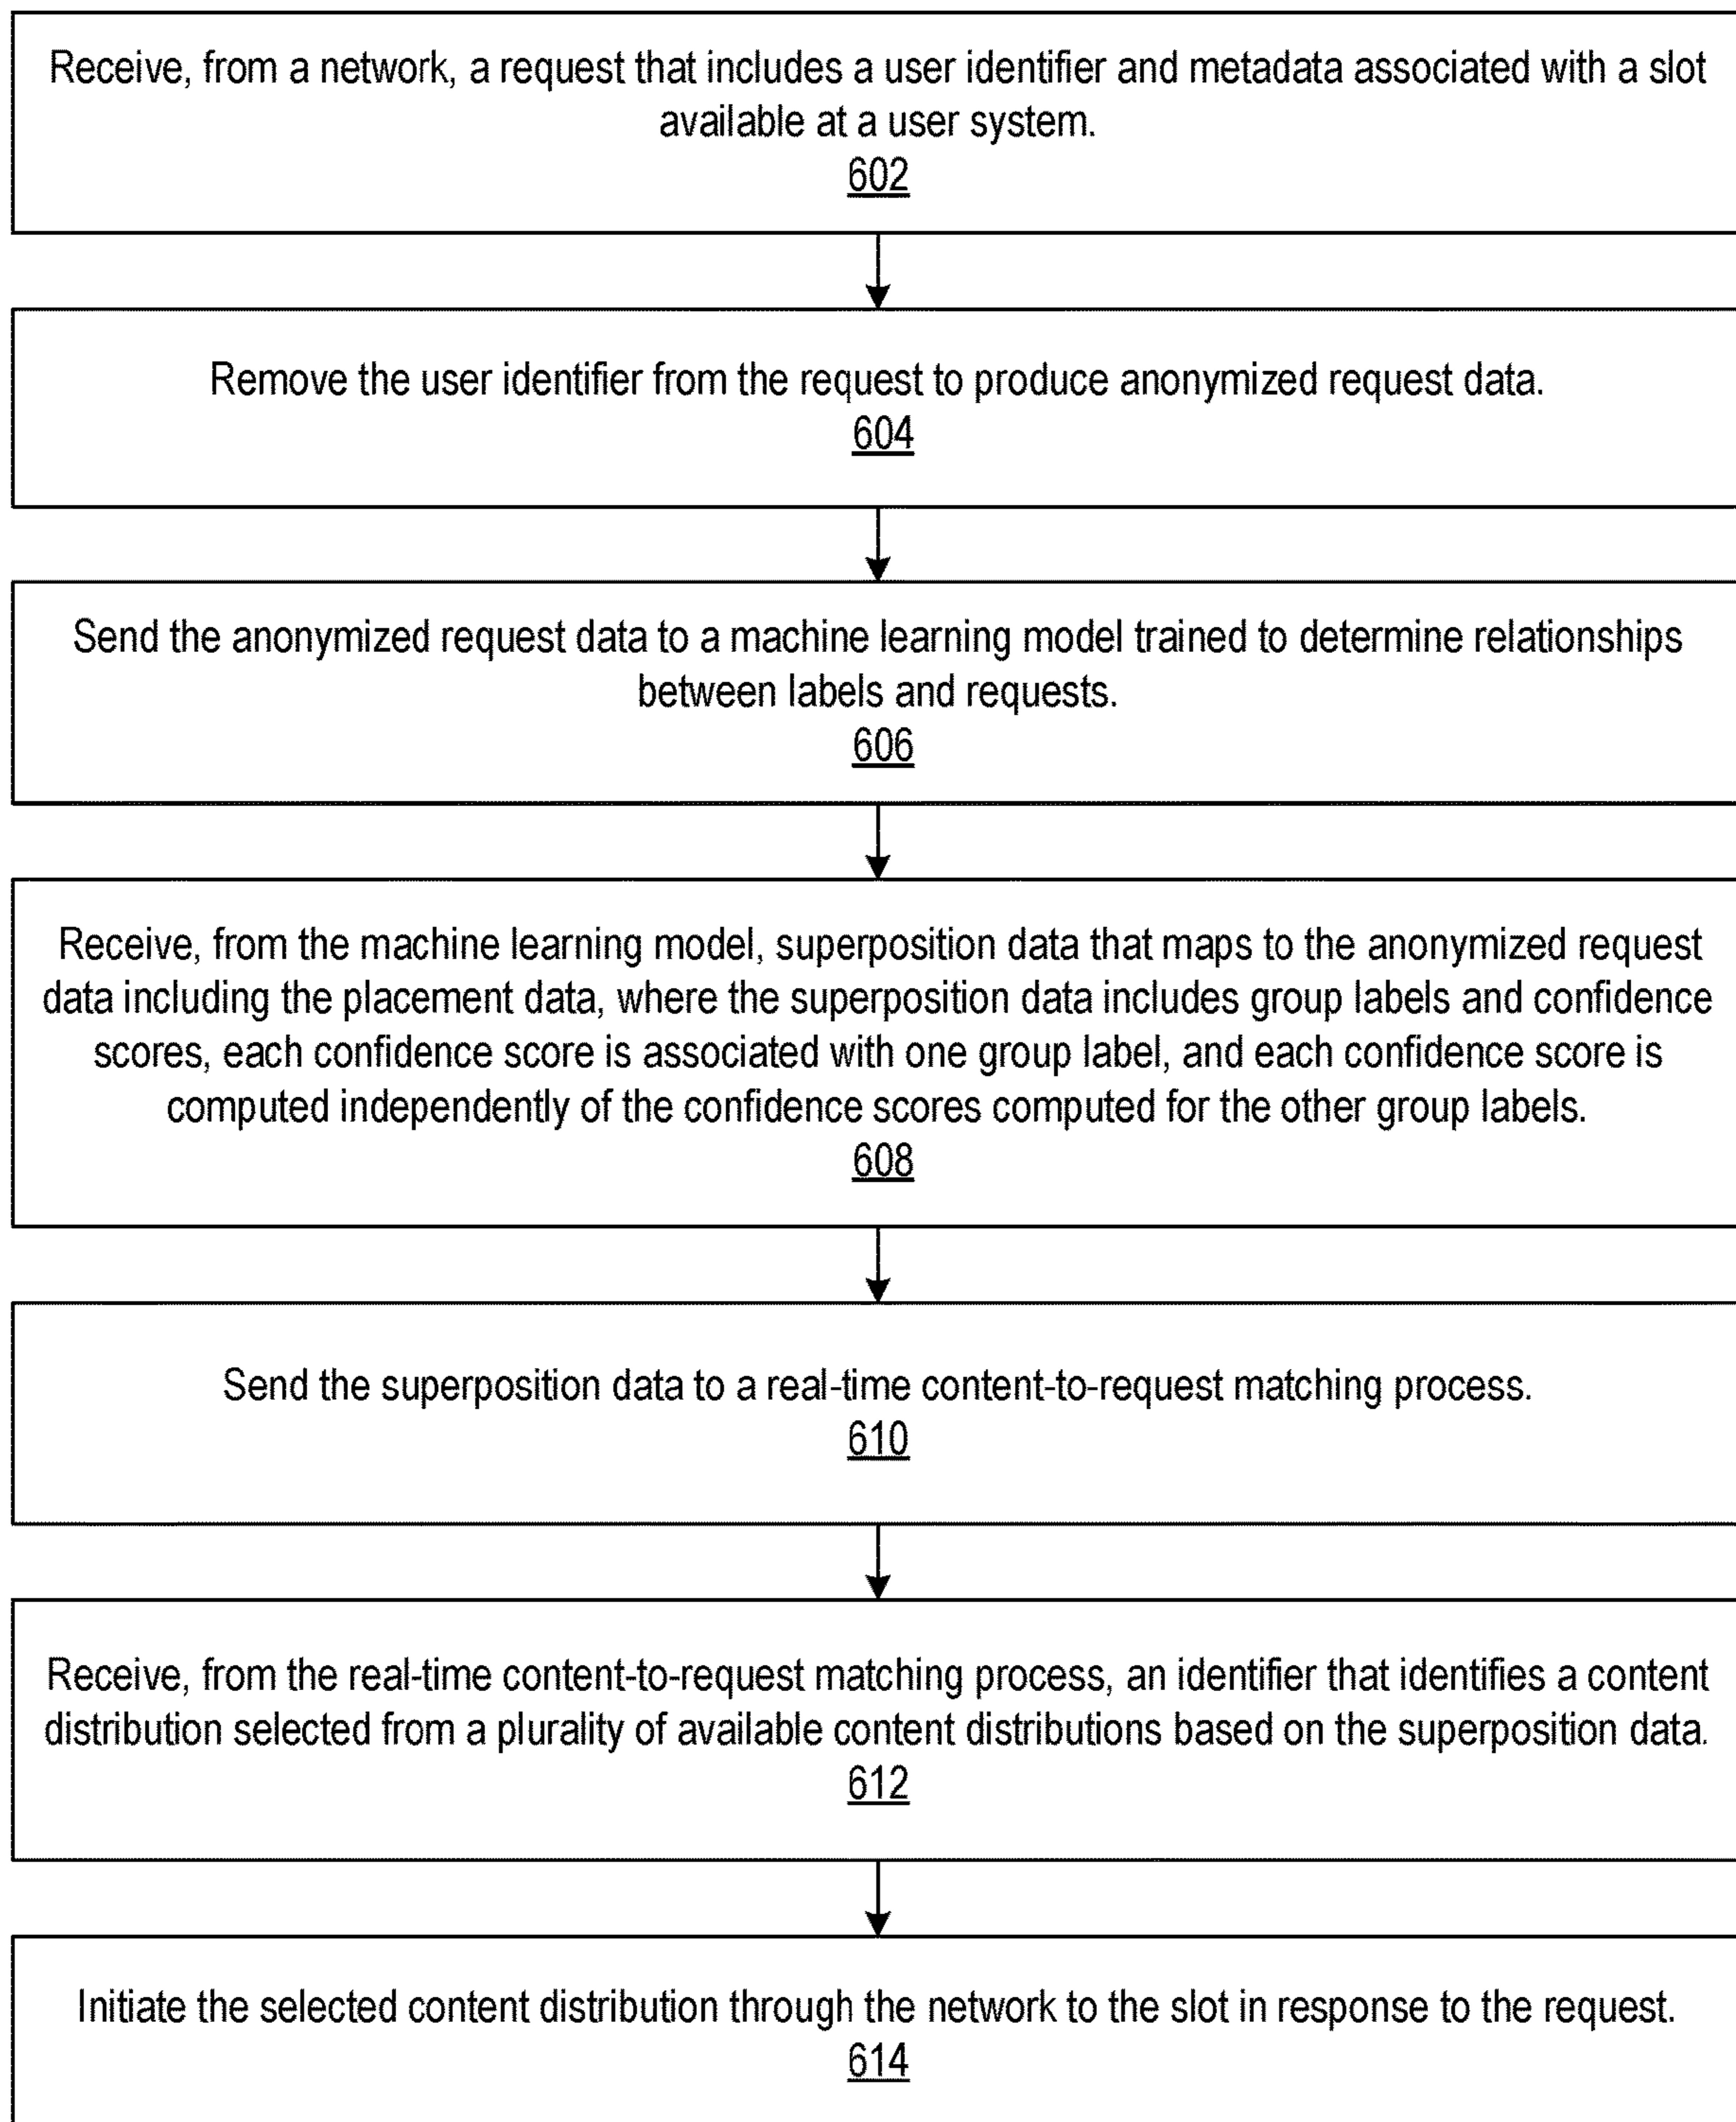 Receive, from a network, a request that includes a user identifier and metadata associated with a slot
available at a user system.
602
Remove the user identifier from the request to produce anonymized request data.
604
Send the anonymized request data to a machine learning model trained to determine relationships
between labels and requests.
606
Receive, from the machine learning model, superposition data that maps to the anonymized request
data including the placement data, where the superposition data includes group labels and confidence
scores, each confidence score is associated with one group label, and each confidence score is
computed independently of the confidence scores computed for the other group labels.
608
Send the superposition data to a real-time content-to-request matching process.
610
Receive, from the real-time content-to-request matching process, an identifier that identifies a content
distribution selected from a plurality of available content distributions based on the superposition data.
612
Initiate the selected content distribution through the network to the slot in response to the request.
614